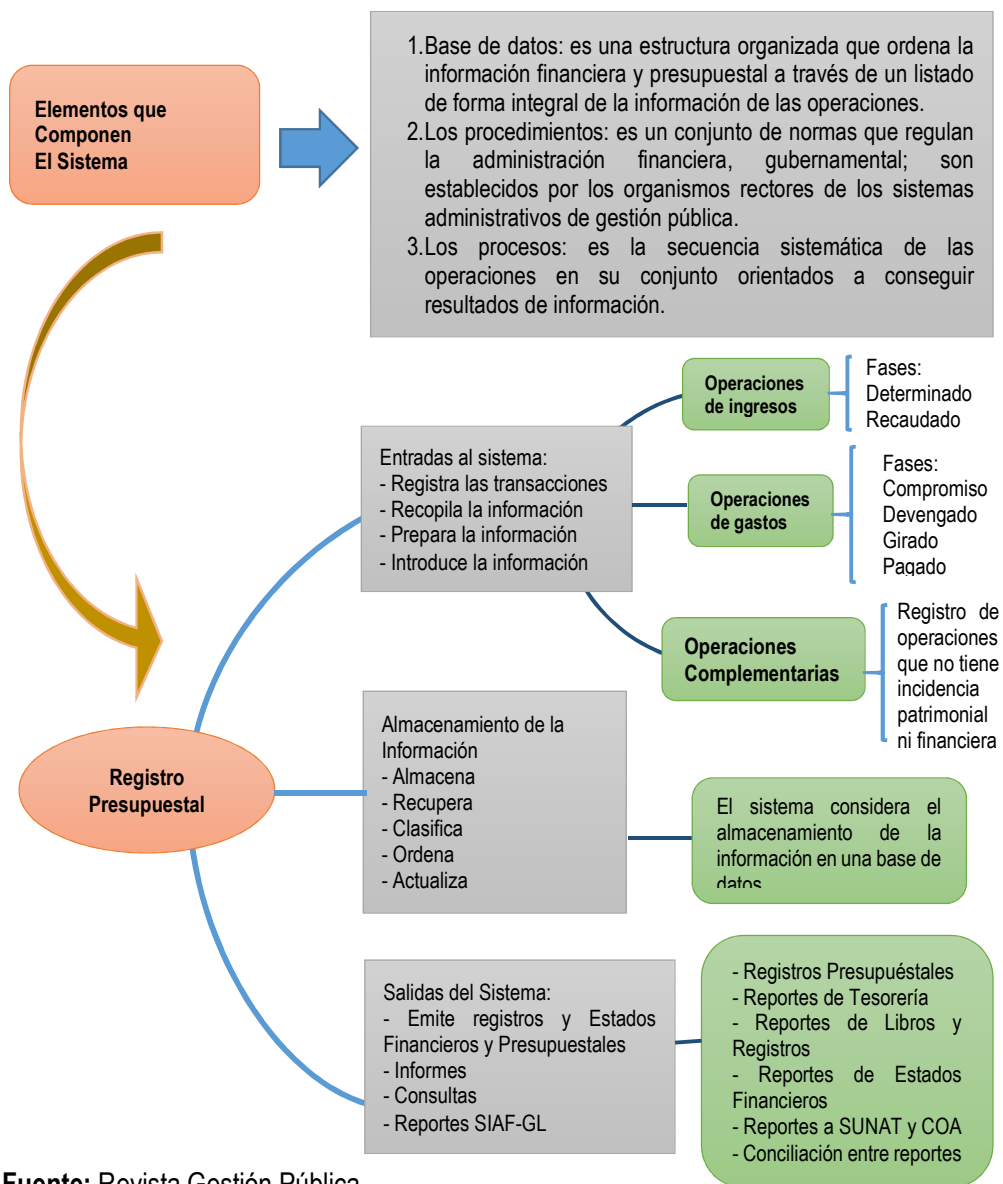 Elementos que
Componen
El Sistema
1.Base de datos: es una estructura organizada que ordena la
información financiera y presupuestal a través de un listado
de forma integral de la información de las operaciones.
2.Los procedimientos: es un conjunto de normas que regulan
la administración financiera, gubernamental; son
establecidos por los organismos rectores de los sistemas
administrativos de gestión pública.
3.Los procesos: es la secuencia sistemática de las
operaciones en su conjunto orientados a conseguir
resultados de información.
Registro
Presupuestal
Entradas al sistema:
- Registra las transacciones
- Recopila la información
- Prepara la información
- Introduce la información
Operaciones
de ingresos
Fases:
Determinado
Recaudado
Operaciones
de gastos
Fases:
Compromiso
Devengado
Girado
Pagado
Operaciones
Complementarias
Registro de
operaciones
que no tiene
incidencia
patrimonial
ni financiera
Almacenamiento de la
Información
- Almacena
- Recupera
- Clasifica
- Ordena
- Actualiza
El sistema considera el
almacenamiento de la
información en una base de
datos
Salidas del Sistema:
- Emite registros y Estados
Financieros y Presupuestales
- Informes
- Consultas
- Reportes SIAF-GL
- Registros Presupuéstales
- Reportes de Tesorería
- Reportes de Libros y
Registros
- Reportes de Estados
Financieros
- Reportes a SUNAT y COA
- Conciliación entre reportes
Fuente: Revista Gestión Pública